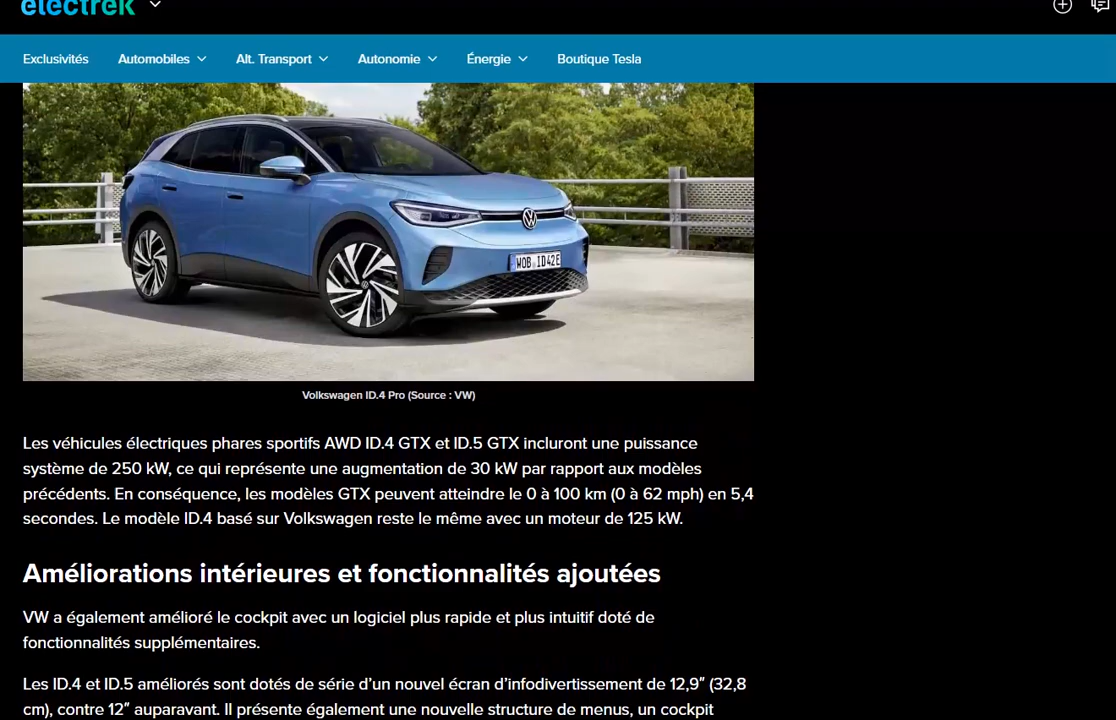 electrek
Exclusivités Automobiles Alt. Transport Autonomie Énergie Boutique Tesla
WOB ID42E
Volkswagen ID.4 Pro (Source : VW)
Les véhicules électriques phares sportifs AWD ID.4 GTX et ID.5 GTX incluront une puissance
système de 250 kW, ce qui représente une augmentation de 30 kW par rapport aux modèles
précédents. En conséquence, les modèles GTX peuvent atteindre le 0 à 100 km (0 à 62 mph) en 5,4
secondes. Le modèle ID.4 basé sur Volkswagen reste le même avec un moteur de 125 kW.
Améliorations intérieures et fonctionnalités ajoutées
VW a également amélioré le cockpit avec un logiciel plus rapide et plus intuitif doté de
fonctionnalités supplémentaires.
Les ID.4 et ID.5 améliorés sont dotés de série d’un nouvel écran d’infodivertissement de 12,9″ (32,8
cm), contre 12″ auparavant. Il présente également une nouvelle structure de menus, un cockpit